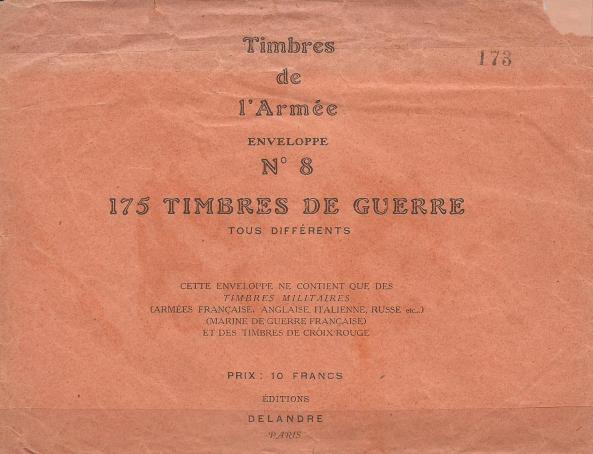 Timbres
de
l'Armée
173
ENVELOPPE
N° 8
175 TIMBRES DE GUERRE
TOUS DIFFÉRENTS
CETTE ENVELOPPE NE CONTIENT QUE DES
TIMBRES MILITAIRES
(ARMÉES FRANÇAISE, ANGLAISE, ITALIENNE, RUSSE etc...)
(MARINE DE GUERRE FRANÇAISE)
ET DES TIMBRES DE CROIX ROUGE
PRIX : 10 FRANCS
ÉDITIONS
DELANDRE
PARIS